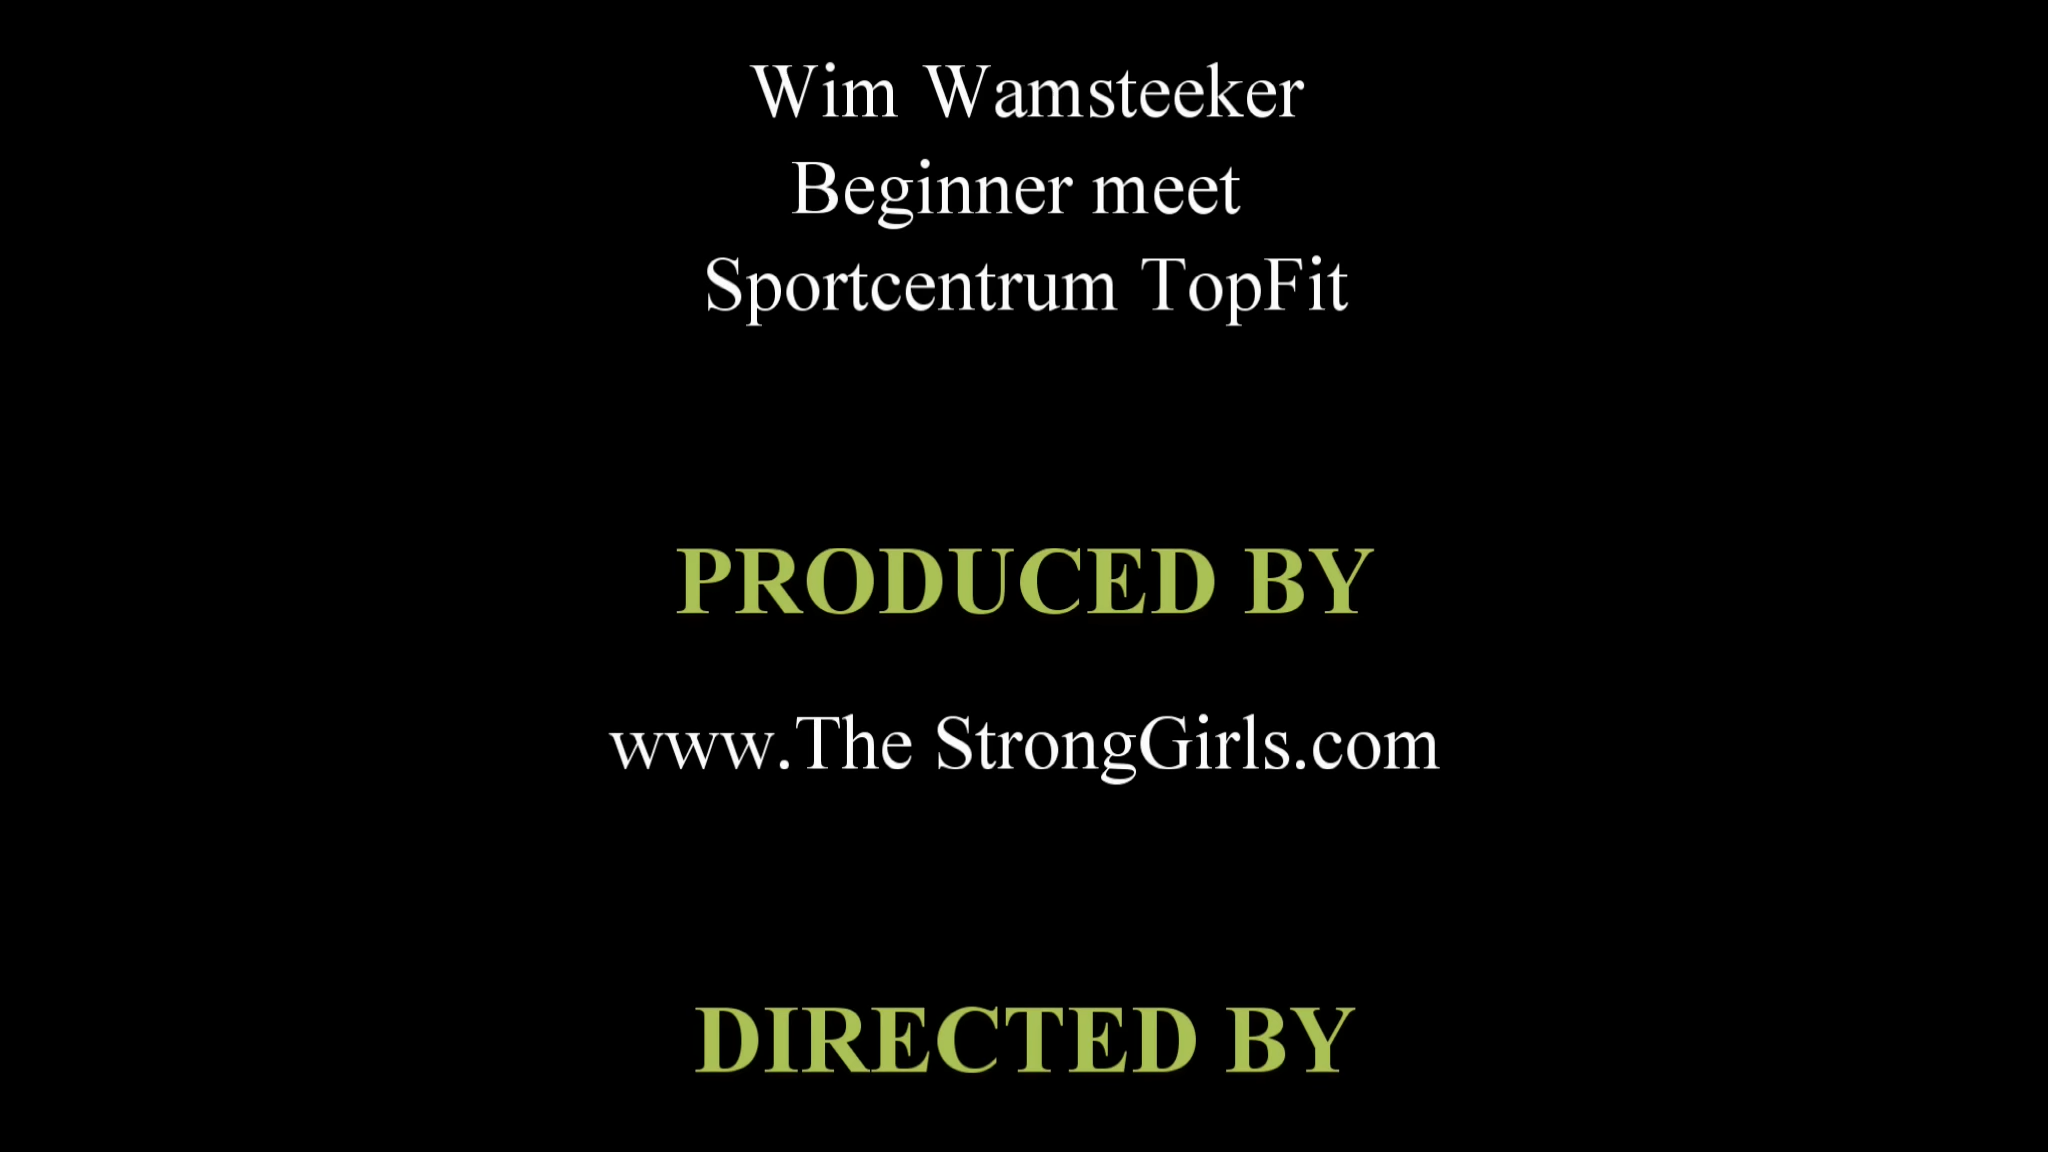 Wim Wamsteeker
Beginner meet
Sportcentrum TopFit
PRODUCED BY
www.The StrongGirls.com
DIRECTED BY